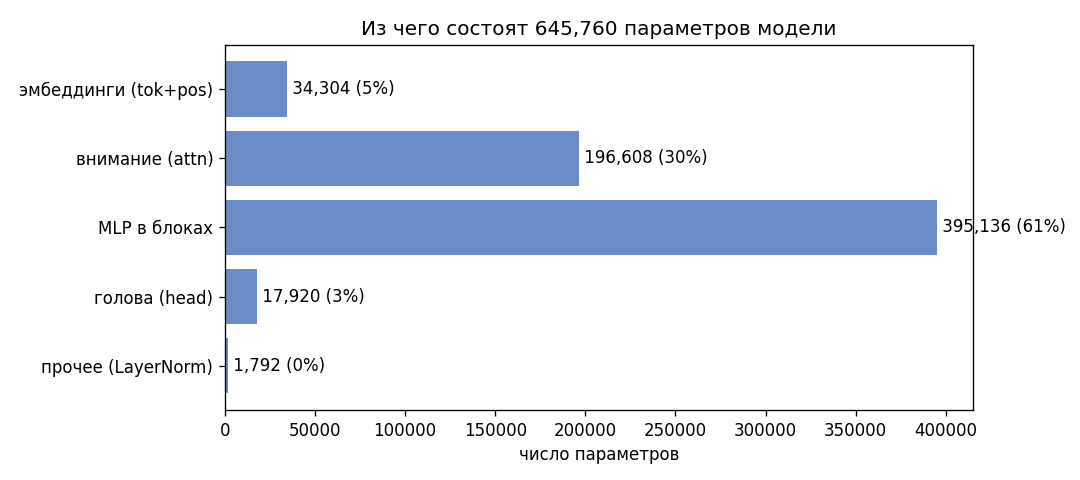 Из чего состоят 645,760 параметров модели
эмбеддинги (tok+pos) 34,304 (5%)
внимание (attn) 196,608 (30%)
MLP в блоках 395,136 (61%)
голова (head) 17,920 (3%)
прочее (LayerNorm) 1,792 (0%)
0 50000 100000 150000 200000 250000 300000 350000 400000
число параметров